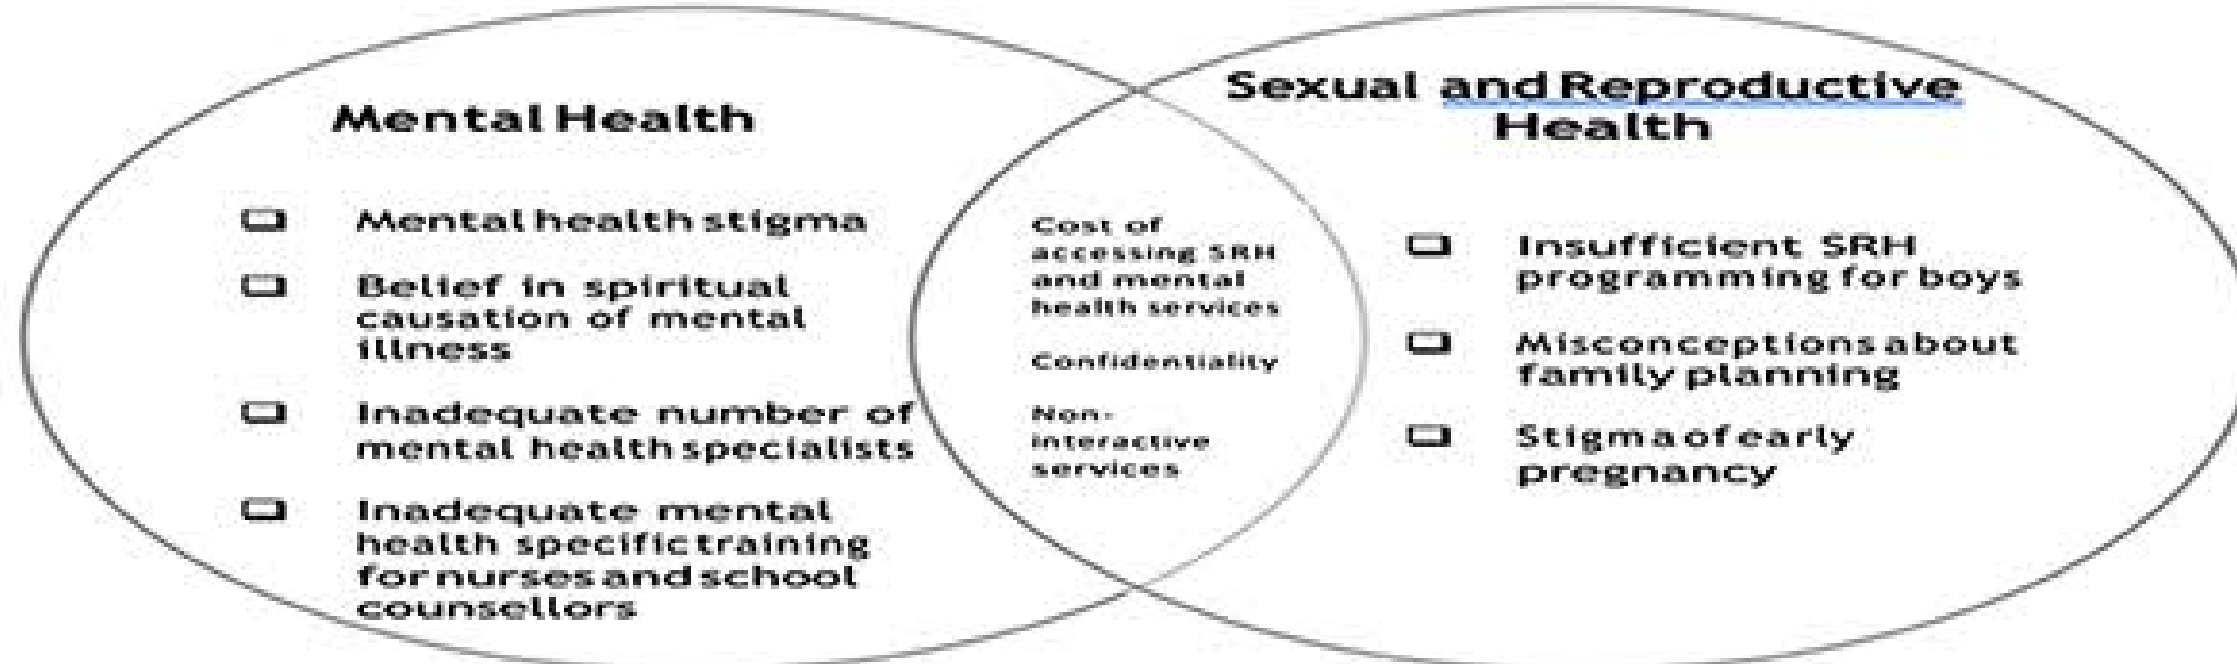 Mental Health
Mental health stigma
Belief in spiritual
causation of mental
illness
Inadequate number of
mental health specialists
Inadequate mental
health specific training
for nurses and school
counsellors
Cost of
accessing SRH
and mental
health services
Confidentiality
Non-
interactive
services
Sexual and Reproductive
Health
Insufficient SRH
programming for boys
Misconceptions about
family planning
Stigma of early
pregnancy